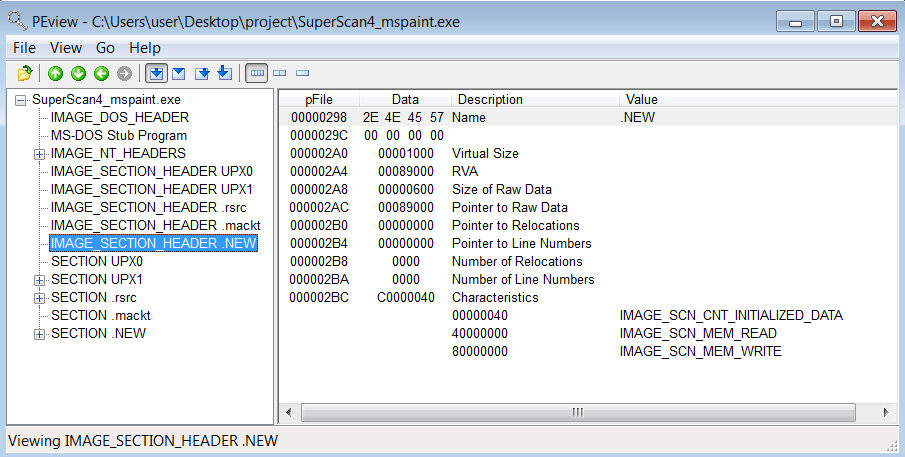 PEview - C:\Users\user\Desktop\project\SuperScan4_mspaint.exe
File View Go Help
SuperScan4_mspaint.exe
IMAGE_DOS_HEADER
MS-DOS Stub Program
IMAGE_NT_HEADERS
IMAGE_SECTION_HEADER UPX0
IMAGE_SECTION_HEADER UPX1
IMAGE_SECTION_HEADER .rsrc
IMAGE_SECTION_HEADER .mackt
IMAGE_SECTION_HEADER .NEW
SECTION UPX0
SECTION UPX1
SECTION .rsrc
SECTION .mackt
SECTION .NEW
pFile Data Description Value
00000298 2E 4E 45 57 Name .NEW
0000029C 00 00 00 00
000002A0 00001000 Virtual Size
000002A4 00089000 RVA
000002A8 00000600 Size of Raw Data
000002AC 00089000 Pointer to Raw Data
000002B0 00000000 Pointer to Relocations
000002B4 00000000 Pointer to Line Numbers
000002B8 0000 Number of Relocations
000002BA 0000 Number of Line Numbers
000002BC C0000040 Characteristics
00000040 IMAGE_SCN_CNT_INITIALIZED_DATA
40000000 IMAGE_SCN_MEM_READ
80000000 IMAGE_SCN_MEM_WRITE
Viewing IMAGE_SECTION_HEADER .NEW